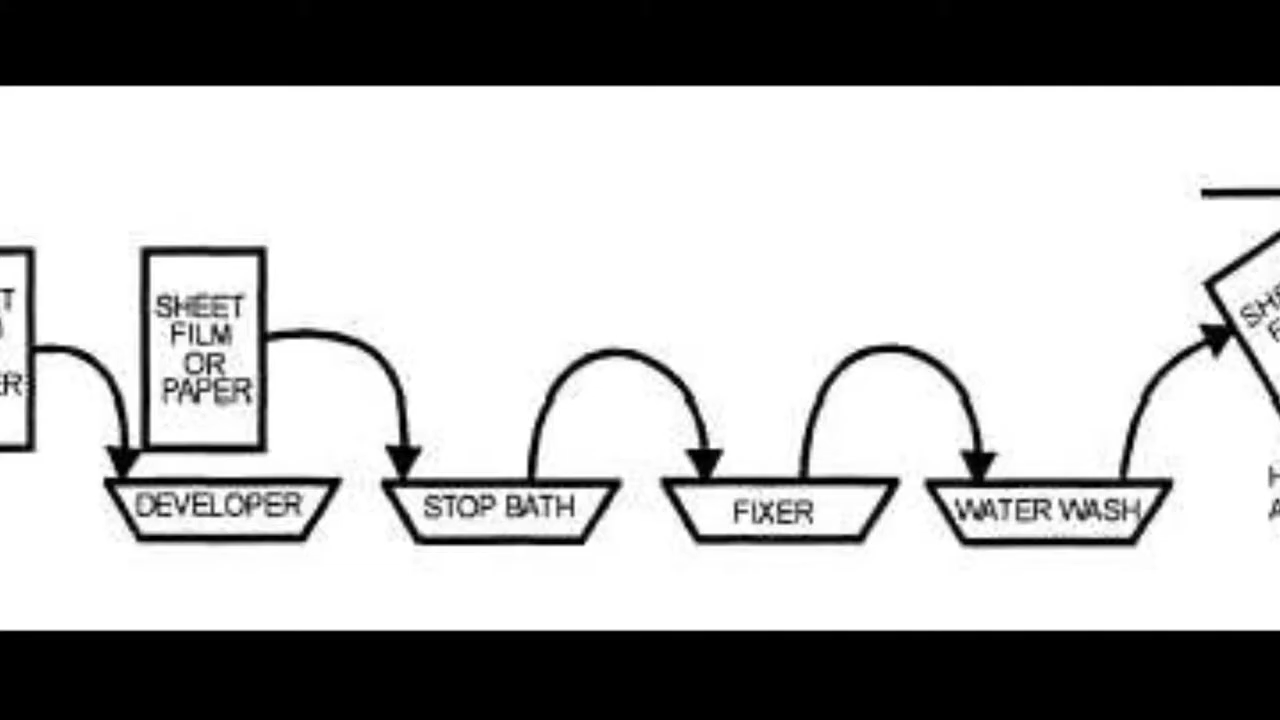 SHEET
FILM
OR
PAPER
DEVELOPER
STOP BATH
FIXER
WATER WASH